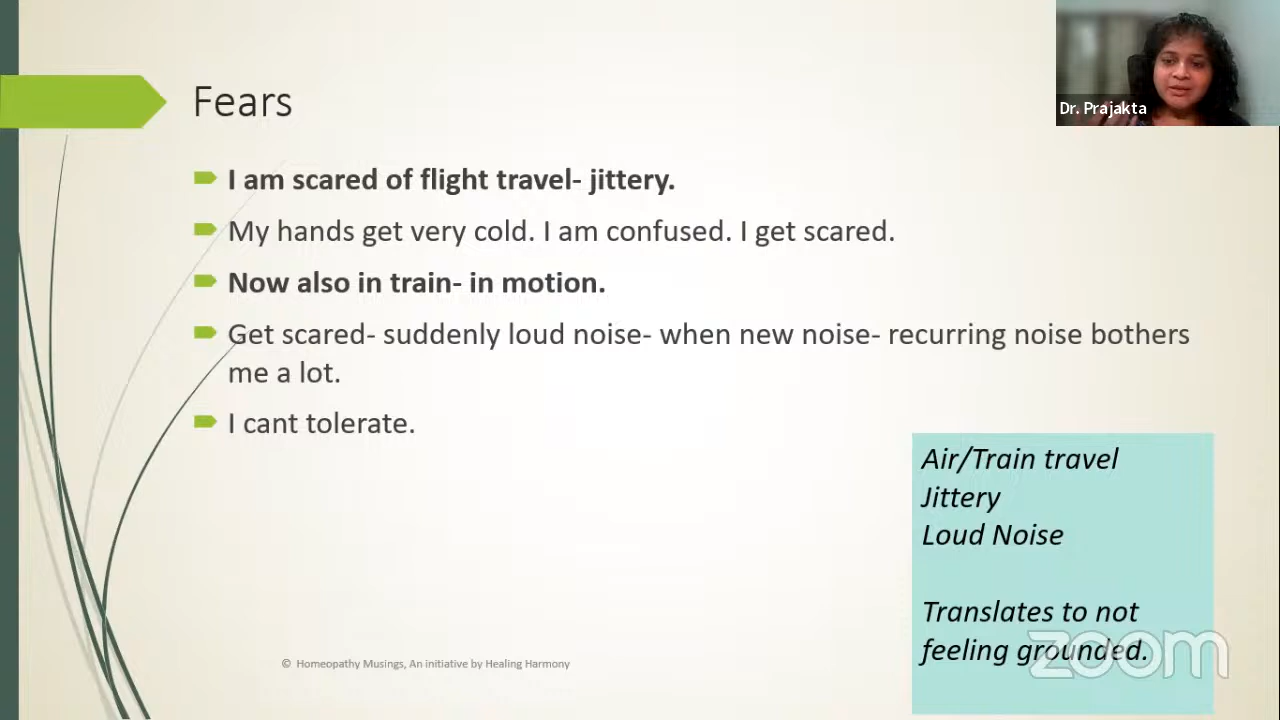 Dr. Prajakta
Fears
I am scared of flight travel- jittery.
My hands get very cold. I am confused. I get scared.
Now also in train- in motion.
Get scared- suddenly loud noise- when new noise- recurring noise bothers
me a lot.
I cant tolerate.
Air/Train travel
Jittery
Loud Noise
Translates to not
feeling grounded.
zoom
© Homeopathy Musings, An initiative by Healing Harmony